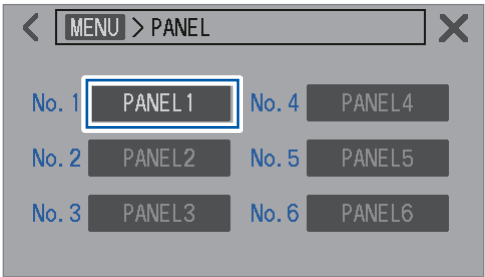 MENU > PANEL
No. 1 PANEL1 No. 4 PANEL4
No. 2 PANEL2 No. 5 PANEL5
No. 3 PANEL3 No. 6 PANEL6